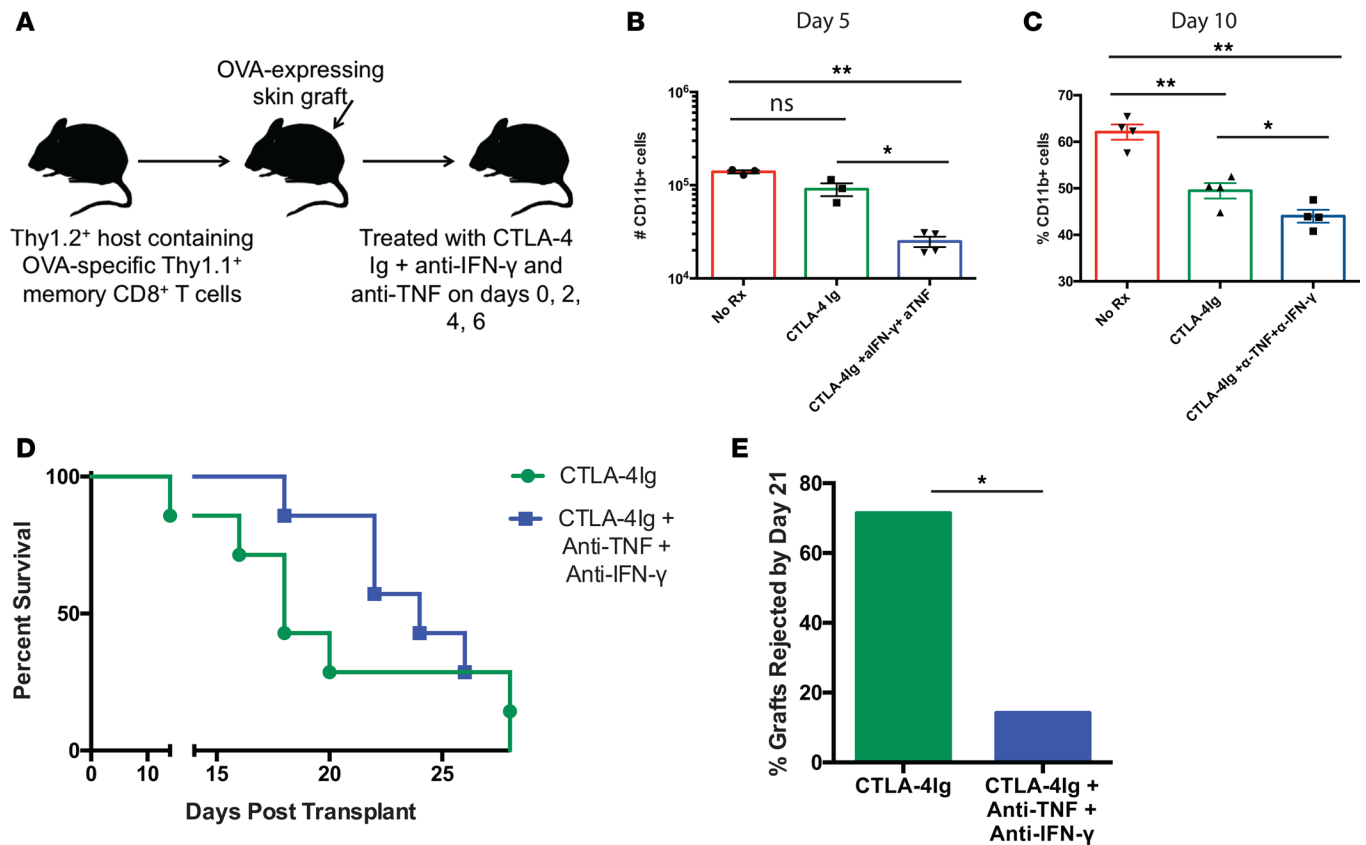 A
OVA-expressing
skin graft
Thy1.2⁺ host containing
OVA-specific Thy1.1⁺
memory CD8⁺ T cells
Treated with CTLA-4
Ig + anti-IFN-γ and
anti-TNF on days 0, 2,
4, 6
B
Day 5
**
ns
*
# CD11b+ cells
10⁶
10⁵
10⁴
No Rx
CTLA-4 Ig
CTLA-4Ig +aIFN-γ+ aTNF
C
Day 10
**
**
*
% CD11b+ cells
70
60
50
40
30
No Rx
CTLA-4Ig
CTLA-4Ig +α-TNF+α-IFN-γ
D
Percent Survival
100
50
0
0
10
15
20
25
Days Post Transplant
CTLA-4Ig
CTLA-4Ig +
Anti-TNF +
Anti-IFN-γ
E
% Grafts Rejected by Day 21
80
60
40
20
0
*
CTLA-4Ig
CTLA-4Ig +
Anti-TNF +
Anti-IFN-γ